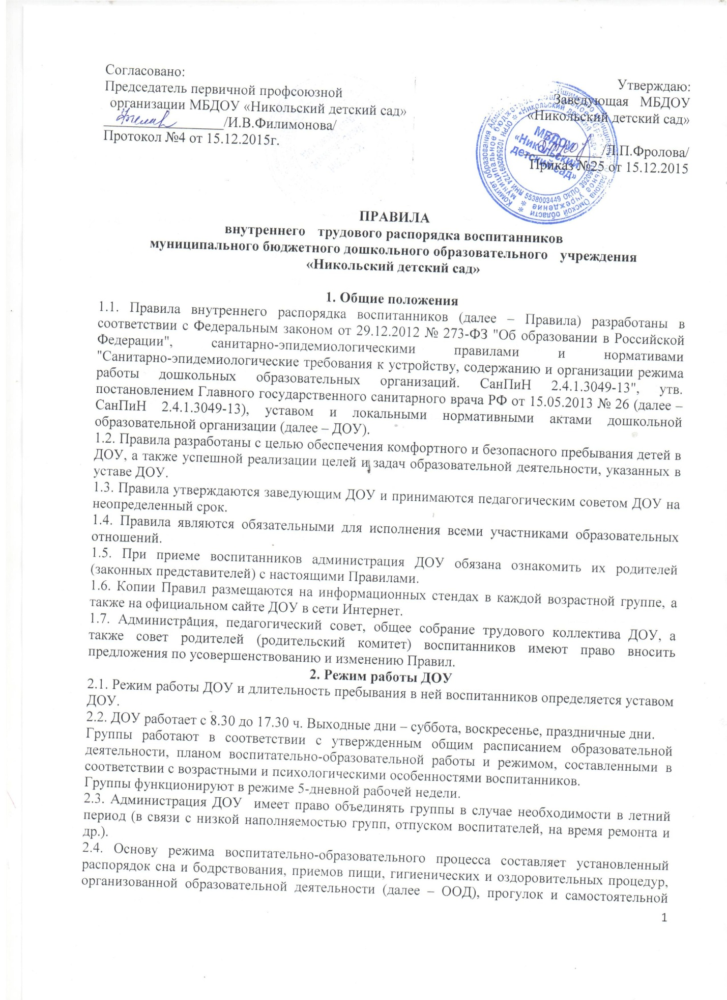 Согласовано:
Председатель первичной профсоюзной
организации МБДОУ «Никольский детский сад»
/И.В.Филимонова/
Протокол №4 от 15.12.2015г.
Утверждаю:
Заведующая МБДОУ
«Никольский детский сад»
/Л.П.Фролова/
Приказ №25 от 15.12.2015
МБДОУ
«Никольский
детский сад»
ОГРН 1025502091724 ИНН 5538003449 ОКПО
ПРАВИЛА
внутреннего трудового распорядка воспитанников
муниципального бюджетного дошкольного образовательного учреждения
«Никольский детский сад»
1. Общие положения
1.1. Правила внутреннего распорядка воспитанников (далее – Правила) разработаны в
соответствии с Федеральным законом от 29.12.2012 № 273-ФЗ "Об образовании в Российской
Федерации", санитарно-эпидемиологическими правилами и нормативами
"Санитарно-эпидемиологические требования к устройству, содержанию и организации режима
работы дошкольных образовательных организаций. СанПиН 2.4.1.3049-13", утв.
постановлением Главного государственного санитарного врача РФ от 15.05.2013 № 26 (далее –
СанПиН 2.4.1.3049-13), уставом и локальными нормативными актами дошкольной
образовательной организации (далее – ДОУ).
1.2. Правила разработаны с целью обеспечения комфортного и безопасного пребывания детей в
ДОУ, а также успешной реализации целей и задач образовательной деятельности, указанных в
уставе ДОУ.
1.3. Правила утверждаются заведующим ДОУ и принимаются педагогическим советом ДОУ на
неопределенный срок.
1.4. Правила являются обязательными для исполнения всеми участниками образовательных
отношений.
1.5. При приеме воспитанников администрация ДОУ обязана ознакомить их родителей
(законных представителей) с настоящими Правилами.
1.6. Копии Правил размещаются на информационных стендах в каждой возрастной группе, а
также на официальном сайте ДОУ в сети Интернет.
1.7. Администрация, педагогический совет, общее собрание трудового коллектива ДОУ, а
также совет родителей (родительский комитет) воспитанников имеют право вносить
предложения по усовершенствованию и изменению Правил.
2. Режим работы ДОУ
2.1. Режим работы ДОУ и длительность пребывания в ней воспитанников определяется уставом
ДОУ.
2.2. ДОУ работает с 8.30 до 17.30 ч. Выходные дни – суббота, воскресенье, праздничные дни.
Группы работают в соответствии с утвержденным общим расписанием образовательной
деятельности, планом воспитательно-образовательной работы и режимом, составленными в
соответствии с возрастными и психологическими особенностями воспитанников.
Группы функционируют в режиме 5-дневной рабочей недели.
2.3. Администрация ДОУ имеет право объединять группы в случае необходимости в летний
период (в связи с низкой наполняемостью групп, отпуском воспитателей, на время ремонта и
др.).
2.4. Основу режима воспитательно-образовательного процесса составляет установленный
распорядок сна и бодрствования, приемов пищи, гигиенических и оздоровительных процедур,
организованной образовательной деятельности (далее – ООД), прогулок и самостоятельной
1